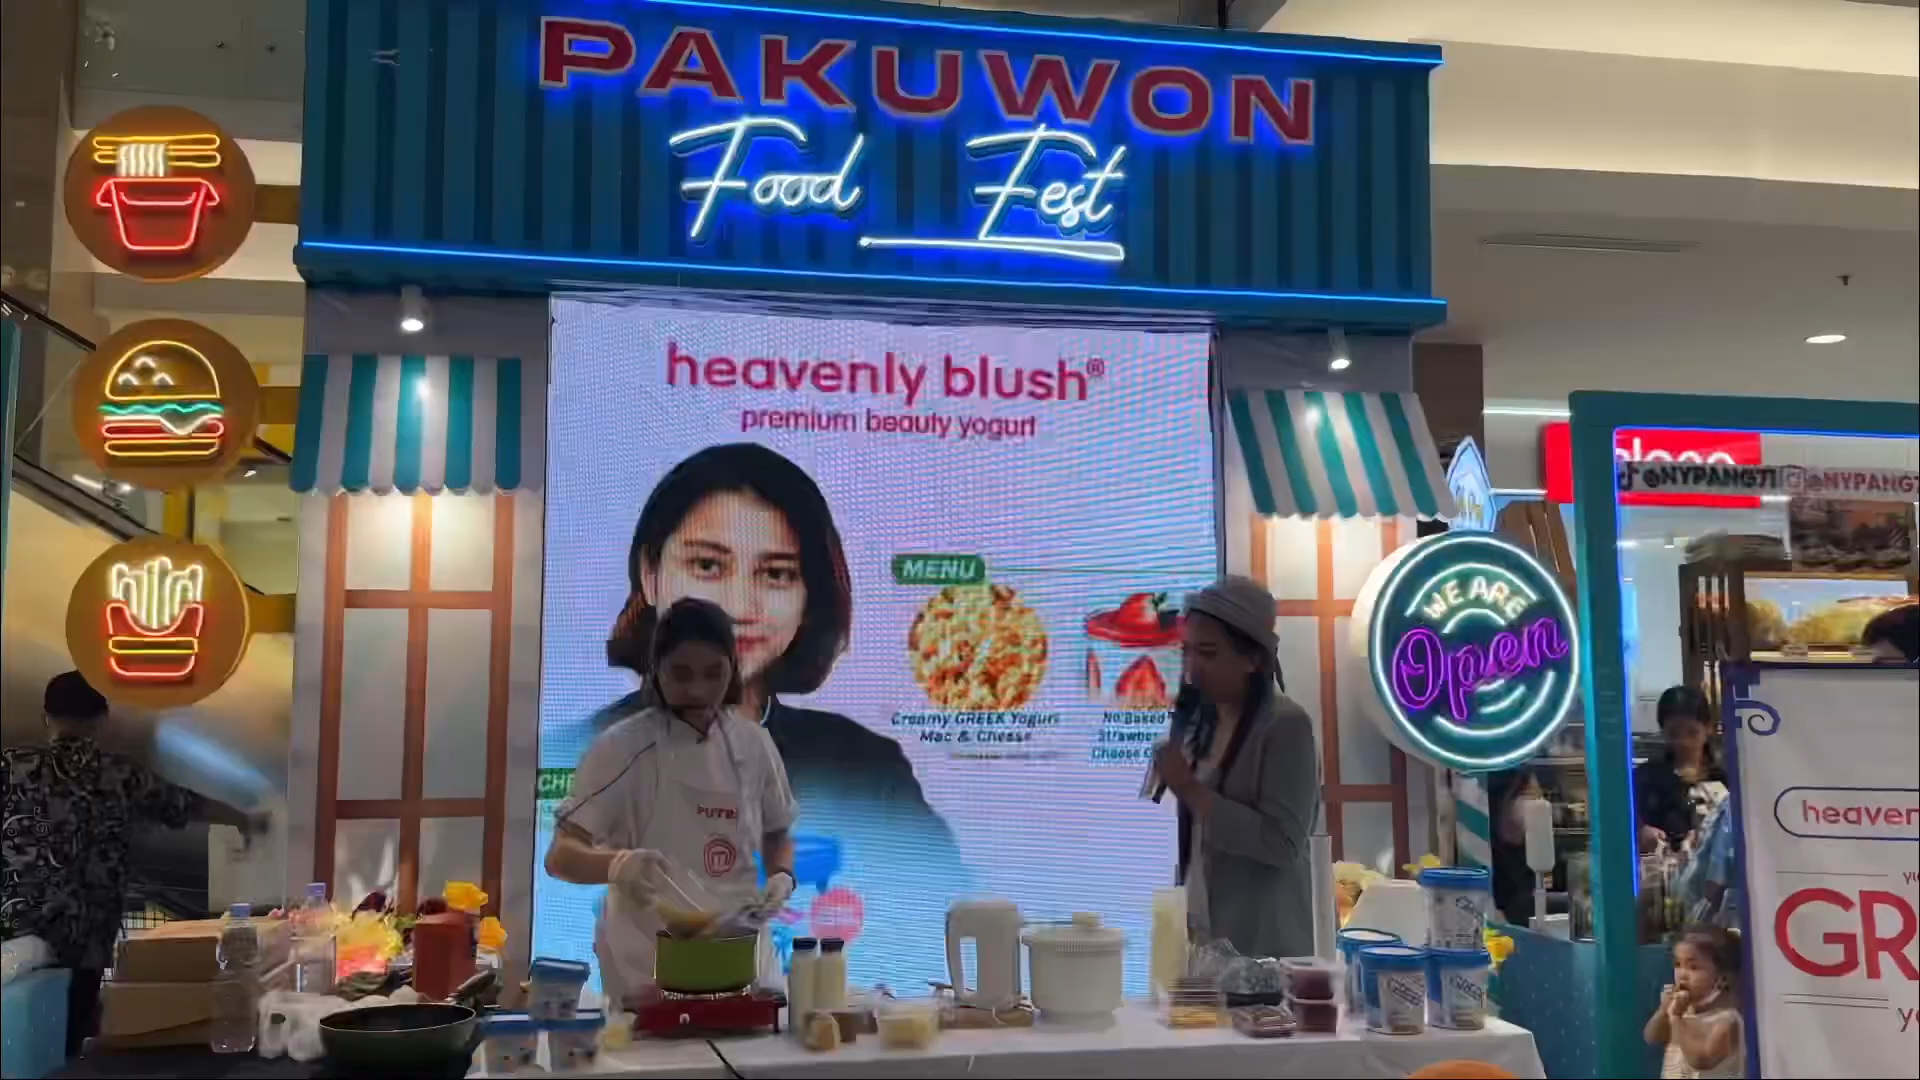 PAKUWON
Food Fest
heavenly blush®
premium beauty yogurt
MENU
Creamy GREEK Yogurt
Mac & Cheese
No Baked
PUTRI
WE ARE
Open
@NYPANG71
GR